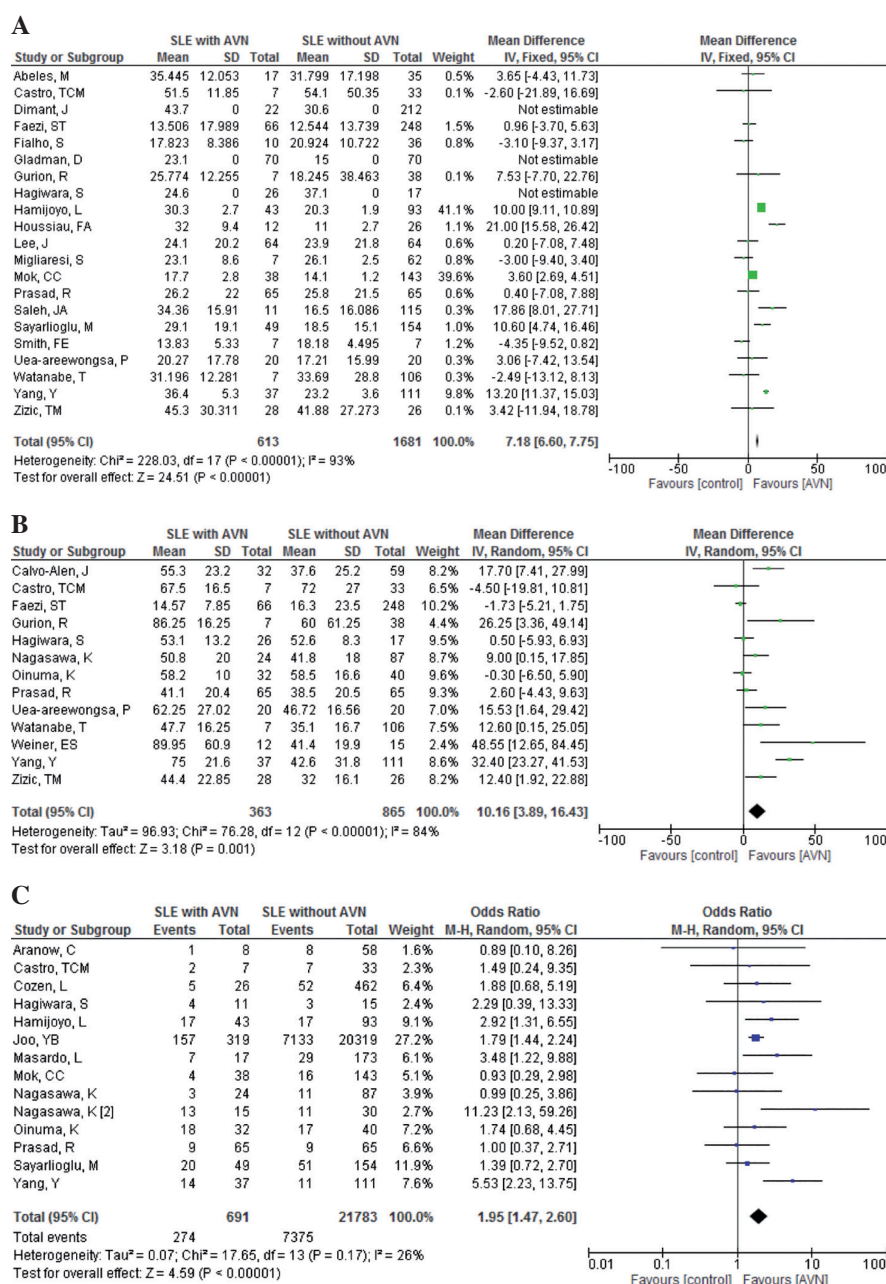 A
SLE with AVN SLE without AVN Mean Difference Mean Difference
Study or Subgroup Mean SD Total Mean SD Total Weight IV, Fixed, 95% CI IV, Fixed, 95% CI
Abeles, M 35.445 12.053 17 31.799 17.198 35 0.5% 3.65 [-4.43, 11.73]
Castro, TCM 51.5 11.85 7 54.1 50.35 33 0.1% -2.60 [-21.89, 16.69]
Dimant, J 43.7 0 22 30.6 0 212 Not estimable
Faezi, ST 13.506 17.989 66 12.544 13.739 248 1.5% 0.96 [-3.70, 5.63]
Fialho, S 17.823 8.386 10 20.924 10.722 36 0.8% -3.10 [-9.37, 3.17]
Gladman, D 23.1 0 70 15 0 70 Not estimable
Gurion, R 25.774 12.255 7 18.245 38.463 38 0.1% 7.53 [-7.70, 22.76]
Hagiwara, S 24.6 0 26 37.1 0 17 Not estimable
Hamijoyo, L 30.3 2.7 43 20.3 1.9 93 41.1% 10.00 [9.11, 10.89]
Houssiau, FA 32 9.4 12 11 2.7 26 1.1% 21.00 [15.58, 26.42]
Lee, J 24.1 20.2 64 23.9 21.8 64 0.6% 0.20 [-7.08, 7.48]
Migliaresi, S 23.1 8.6 7 26.1 2.5 62 0.8% -3.00 [-9.40, 3.40]
Mok, CC 17.7 2.8 38 14.1 1.2 143 39.6% 3.60 [2.69, 4.51]
Prasad, R 26.2 22 65 25.8 21.5 65 0.6% 0.40 [-7.08, 7.88]
Saleh, JA 34.36 15.91 11 16.5 16.086 115 0.3% 17.86 [8.01, 27.71]
Sayarlioglu, M 29.1 19.1 49 18.5 15.1 154 1.0% 10.60 [4.74, 16.46]
Smith, FE 13.83 5.33 7 18.18 4.495 7 1.2% -4.35 [-9.52, 0.82]
Uea-areewongsa, P 20.27 17.78 20 17.21 15.99 20 0.3% 3.06 [-7.42, 13.54]
Watanabe, T 31.196 12.281 7 33.69 28.8 106 0.3% -2.49 [-13.12, 8.13]
Yang, Y 36.4 5.3 37 23.2 3.6 111 9.8% 13.20 [11.37, 15.03]
Zizic, TM 45.3 30.311 28 41.88 27.273 26 0.1% 3.42 [-11.94, 18.78]
Total (95% CI) 613 1681 100.0% 7.18 [6.60, 7.75]
Heterogeneity: Chi² = 228.03, df = 17 (P < 0.00001); I² = 93%
Test for overall effect: Z = 24.51 (P < 0.00001)
-100 -50 0 50 100
Favours [control] Favours [AVN]
B
SLE with AVN SLE without AVN Mean Difference Mean Difference
Study or Subgroup Mean SD Total Mean SD Total Weight IV, Random, 95% CI IV, Random, 95% CI
Calvo-Alen, J 55.3 23.2 32 37.6 25.2 59 8.2% 17.70 [7.41, 27.99]
Castro, TCM 67.5 16.5 7 72 27 33 6.1% -4.50 [-19.81, 10.81]
Faezi, ST 14.57 7.85 66 16.3 23.5 248 10.2% -1.73 [-5.21, 1.75]
Gurion, R 86.25 16.25 7 60 61.25 38 4.4% 26.25 [3.36, 49.14]
Hagiwara, S 53.1 13.2 26 52.6 8.3 17 9.5% 0.50 [-5.93, 6.93]
Nagasawa, K 50.8 20 24 41.8 18 87 8.7% 9.00 [0.15, 17.85]
Oinuma, K 58.2 10 32 58.5 16.6 40 9.6% -0.30 [-6.50, 5.90]
Prasad, R 41.1 20.4 65 38.5 20.5 65 9.3% 2.60 [-4.43, 9.63]
Uea-areewongsa, P 62.25 27.02 20 46.72 16.56 20 7.0% 15.53 [1.64, 29.42]
Watanabe, T 47.7 16.25 7 35.1 16.7 106 7.5% 12.60 [0.15, 25.05]
Weiner, ES 89.95 60.9 12 41.4 19.9 15 2.4% 48.55 [12.65, 84.45]
Yang, Y 75 21.6 37 42.6 31.8 111 8.6% 32.40 [23.27, 41.53]
Zizic, TM 44.4 22.85 28 32 16.1 26 8.2% 12.40 [1.92, 22.88]
Total (95% CI) 363 865 100.0% 10.16 [3.89, 16.43]
Heterogeneity: Tau² = 96.93; Chi² = 76.28, df = 12 (P < 0.00001); I² = 84%
Test for overall effect: Z = 3.18 (P = 0.001)
-100 -50 0 50 100
Favours [control] Favours [AVN]
C
SLE with AVN SLE without AVN Odds Ratio Odds Ratio
Study or Subgroup Events Total Events Total Weight M-H, Random, 95% CI M-H, Random, 95% CI
Aranow, C 1 8 8 58 1.6% 0.89 [0.10, 8.26]
Castro, TCM 2 7 7 33 2.3% 1.49 [0.24, 9.35]
Cozen, L 5 26 52 462 6.4% 1.88 [0.68, 5.19]
Hagiwara, S 4 11 3 15 2.4% 2.29 [0.39, 13.33]
Hamijoyo, L 17 43 17 93 9.1% 2.92 [1.31, 6.55]
Joo, YB 157 319 7133 20319 27.2% 1.79 [1.44, 2.24]
Masardo, L 7 17 29 173 6.1% 3.48 [1.22, 9.88]
Mok, CC 4 38 16 143 5.1% 0.93 [0.29, 2.98]
Nagasawa, K 3 24 11 87 3.9% 0.99 [0.25, 3.86]
Nagasawa, K [2] 13 15 11 30 2.7% 11.23 [2.13, 59.26]
Oinuma, K 18 32 17 40 6.6% 1.74 [0.68, 4.45]
Prasad, R 9 65 9 65 6.0% 1.00 [0.37, 2.71]
Sayarlioglu, M 20 49 51 154 11.9% 1.39 [0.72, 2.70]
Yang, Y 14 37 11 111 7.6% 5.53 [2.23, 13.75]
Total (95% CI) 691 21783 100.0% 1.95 [1.47, 2.60]
Total events 274 7375
Heterogeneity: Tau² = 0.07; Chi² = 17.65, df = 13 (P = 0.17); I² = 26%
Test for overall effect: Z = 4.59 (P < 0.00001)
0.01 0.1 1 10 100
Favours [control] Favours [AVN]